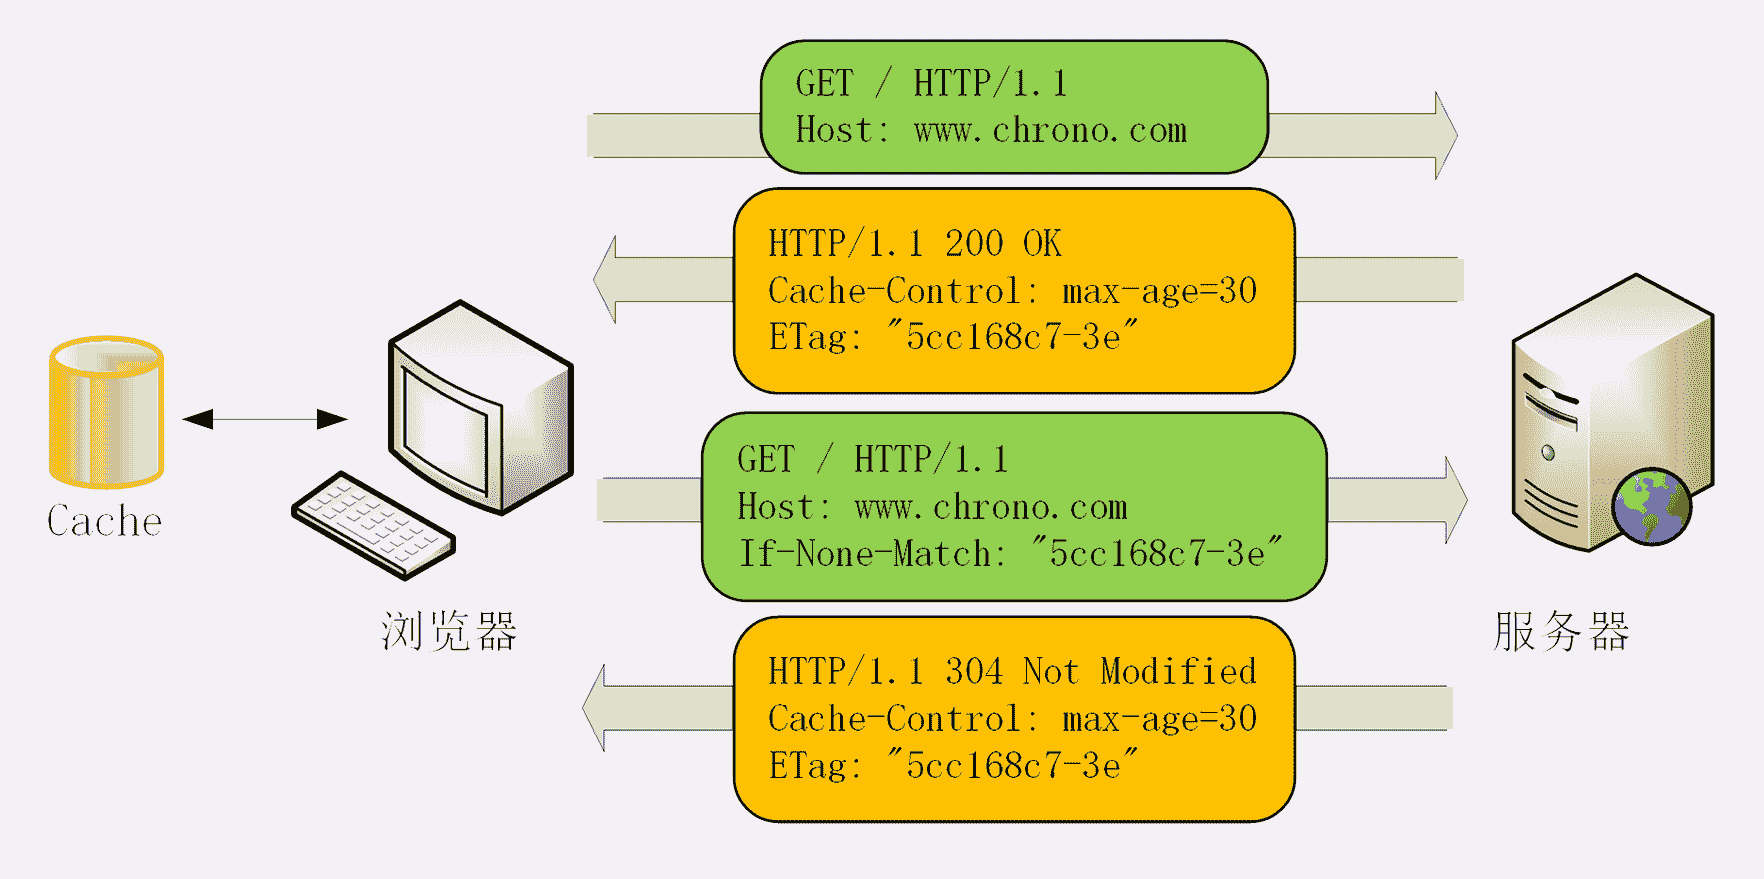 GET / HTTP/1.1
Host: www.chrono.com
HTTP/1.1 200 OK
Cache-Control: max-age=30
ETag: "5cc168c7-3e"
GET / HTTP/1.1
Host: www.chrono.com
If-None-Match: "5cc168c7-3e"
HTTP/1.1 304 Not Modified
Cache-Control: max-age=30
ETag: "5cc168c7-3e"
Cache
浏览器
服务器